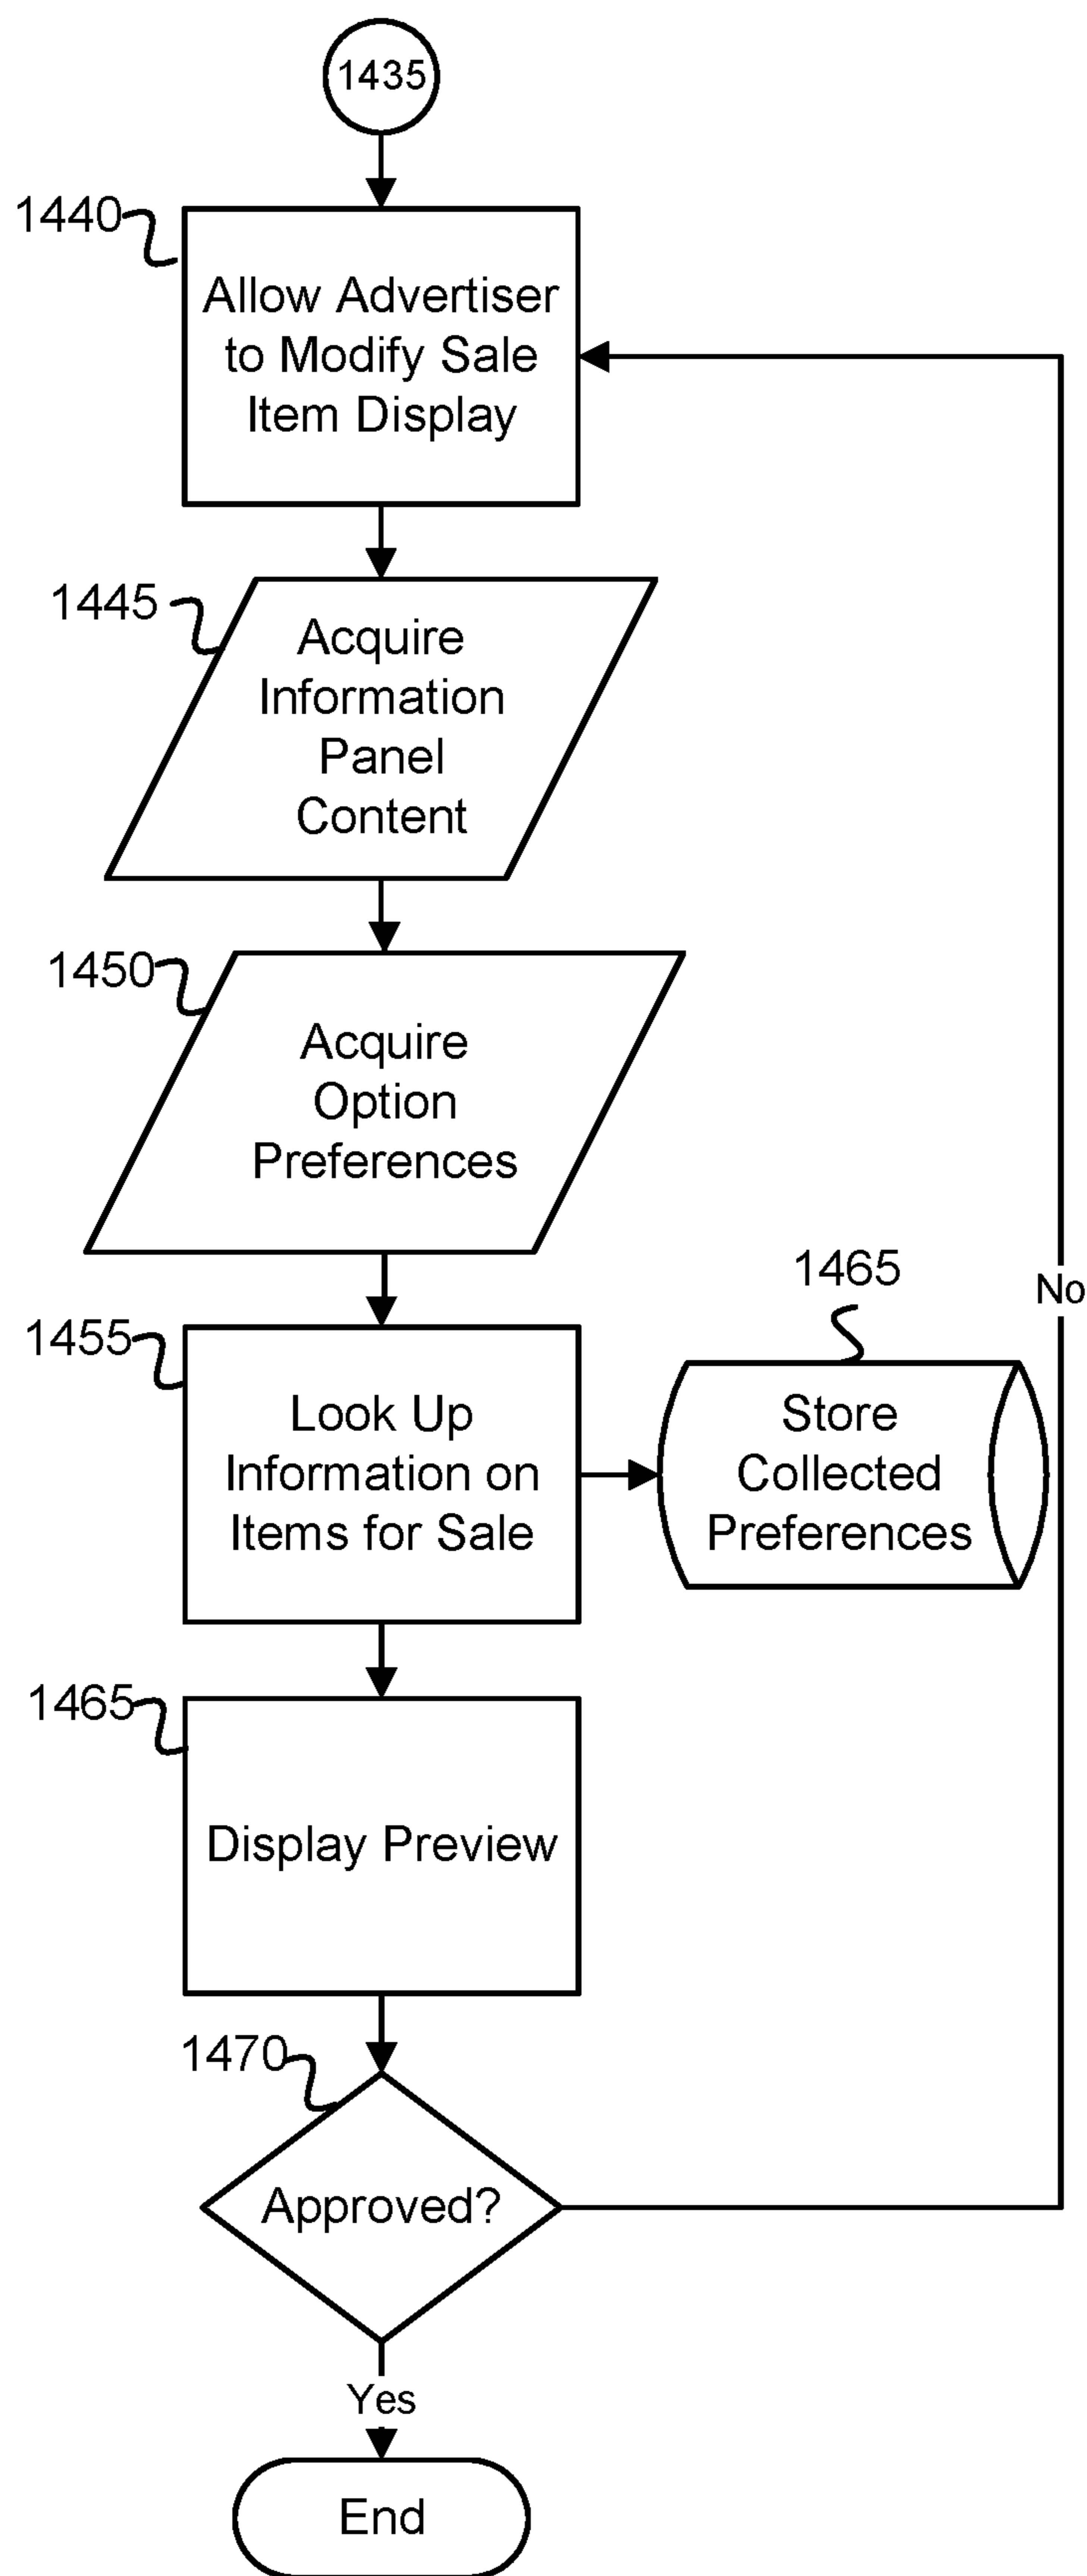 1435
1440
Allow Advertiser
to Modify Sale
Item Display
1445
Acquire
Information
Panel
Content
1450
Acquire
Option
Preferences
1455
Look Up
Information on
Items for Sale
1465
Store
Collected
Preferences
No
1465
Display Preview
1470
Approved?
Yes
End